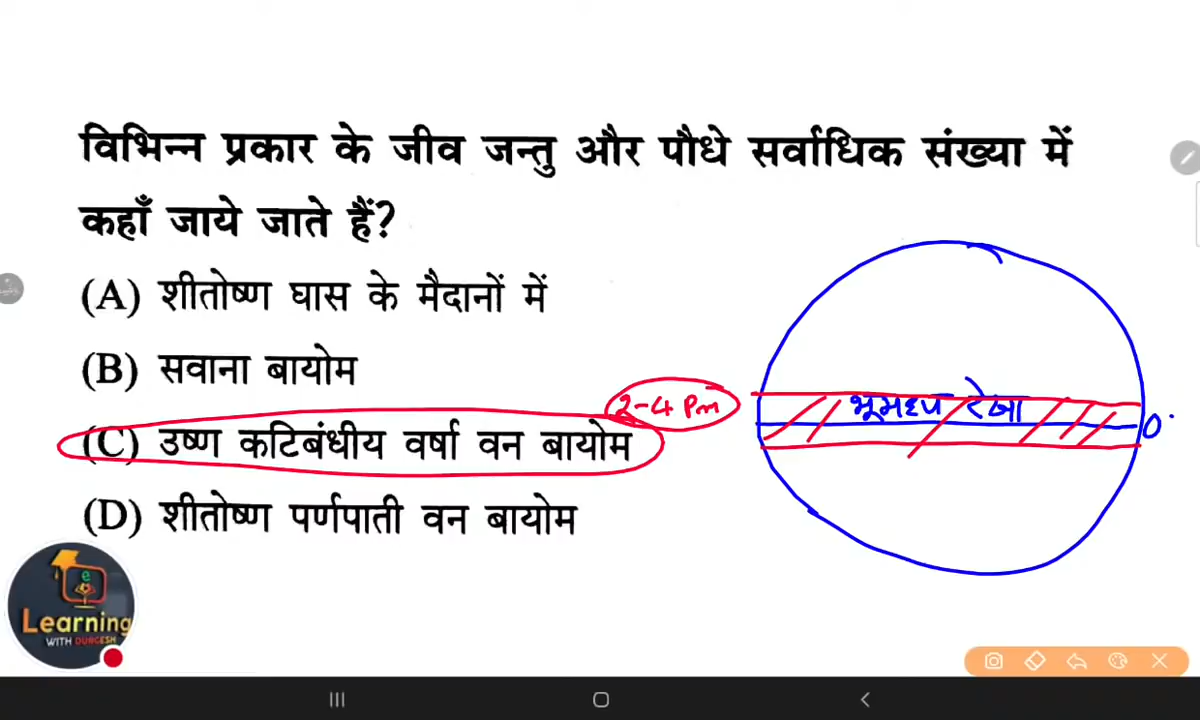 विभिन्न प्रकार के जीव जन्तु और पौधे सर्वाधिक संख्या में
कहाँ जाये जाते हैं?
(A) शीतोष्ण घास के मैदानों में
(B) सवाना बायोम
(C) उष्ण कटिबंधीय वर्षा वन बायोम
(D) शीतोष्ण पर्णपाती वन बायोम
2-4 Pm
भूमध्य रेखा
0°
e
Learning
WITH DURGESH